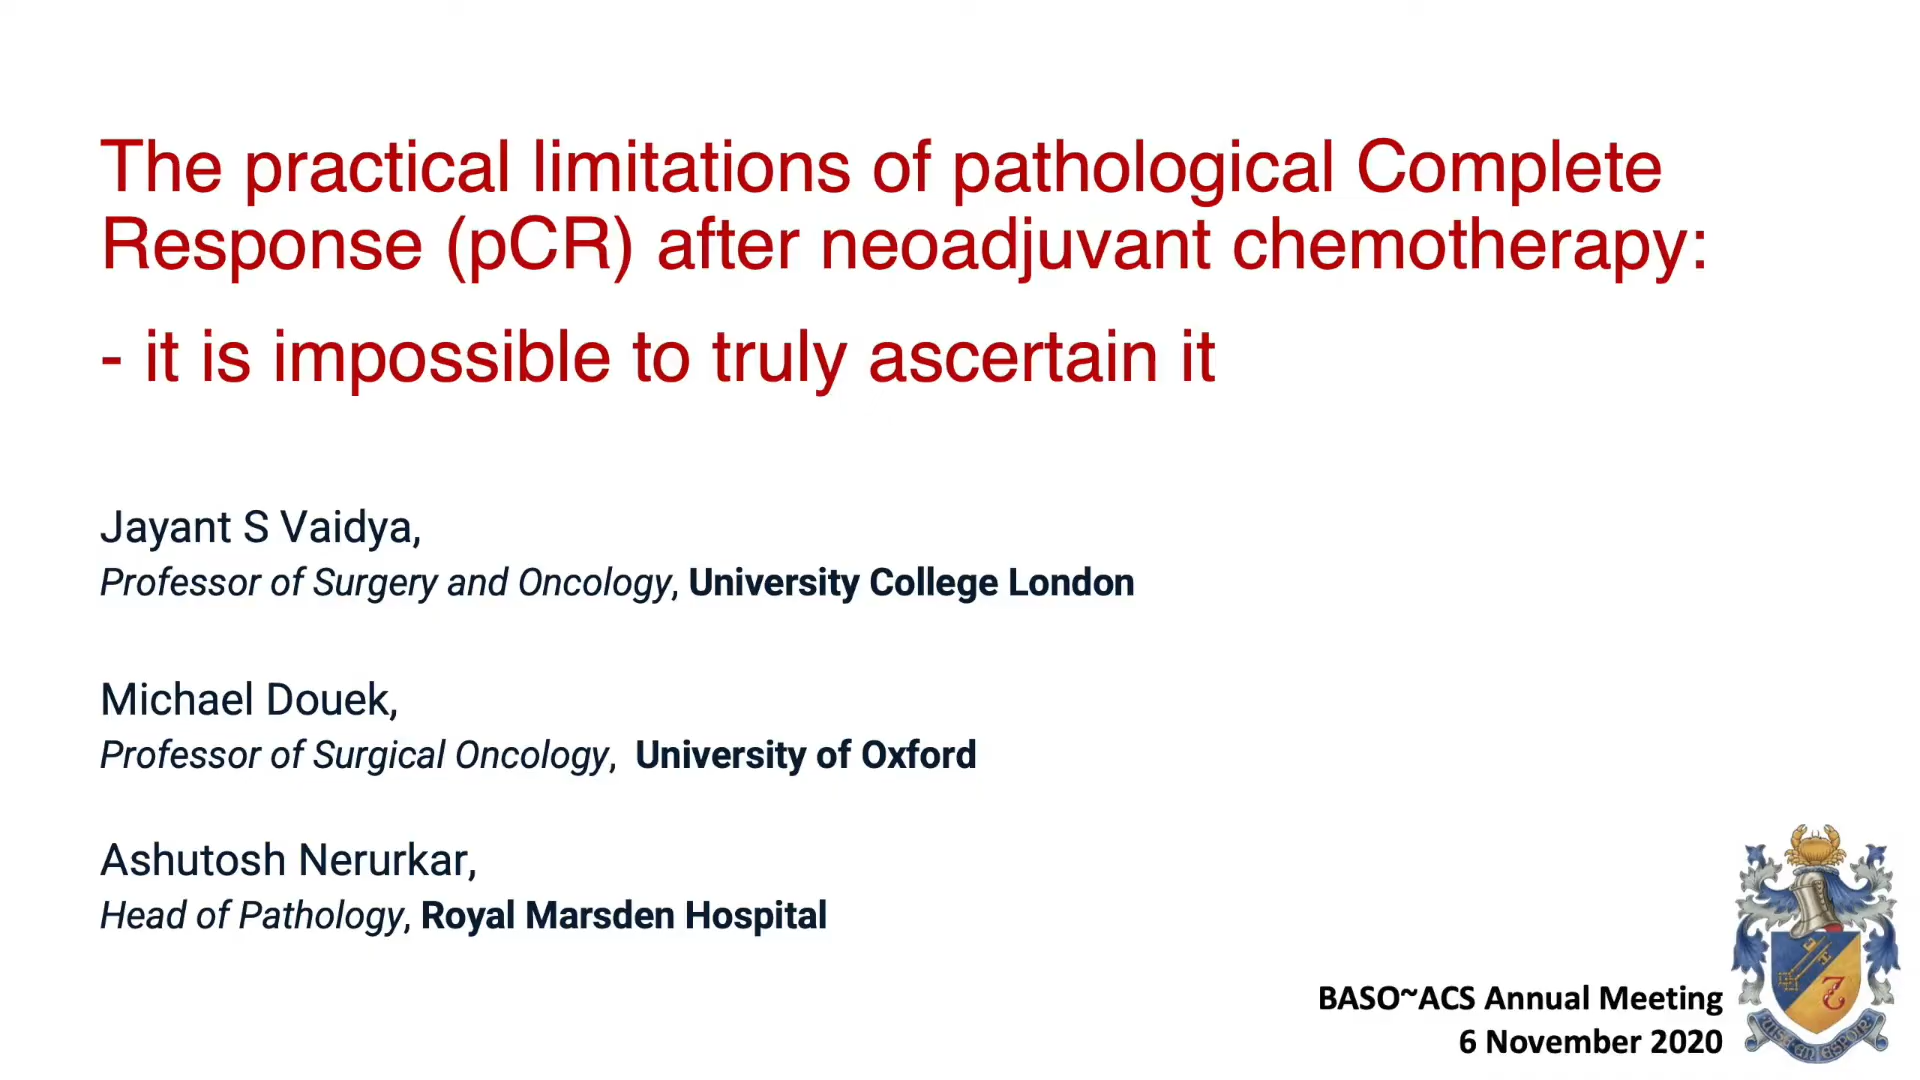 The practical limitations of pathological Complete
Response (pCR) after neoadjuvant chemotherapy:
- it is impossible to truly ascertain it
Jayant S Vaidya,
Professor of Surgery and Oncology, University College London
Michael Douek,
Professor of Surgical Oncology, University of Oxford
Ashutosh Nerurkar,
Head of Pathology, Royal Marsden Hospital
BASO~ACS Annual Meeting
6 November 2020